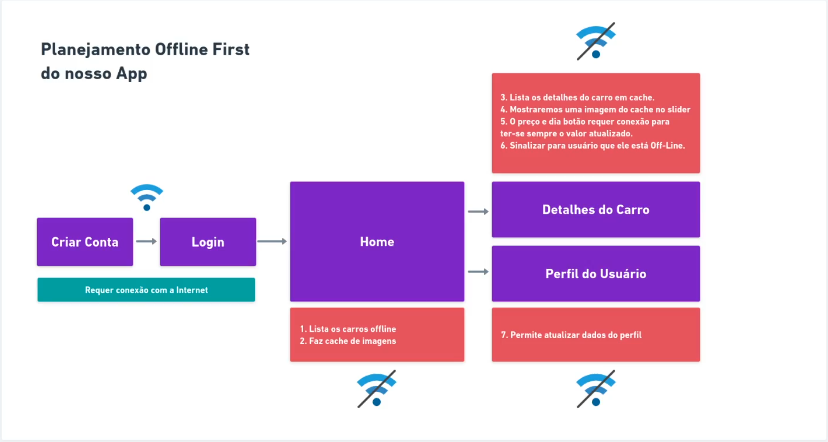 Planejamento Offline First
do nosso App
3. Lista os detalhes do carro em cache.
4. Mostraremos uma imagem do cache no slider
5. O preço e dia botão requer conexão para
ter-se sempre o valor atualizado.
6. Sinalizar para usuário que ele está Off-Line.
Criar Conta
Login
Home
Detalhes do Carro
Perfil do Usuário
Requer conexão com a Internet
1. Lista os carros offline
2. Faz cache de imagens
7. Permite atualizar dados do perfil